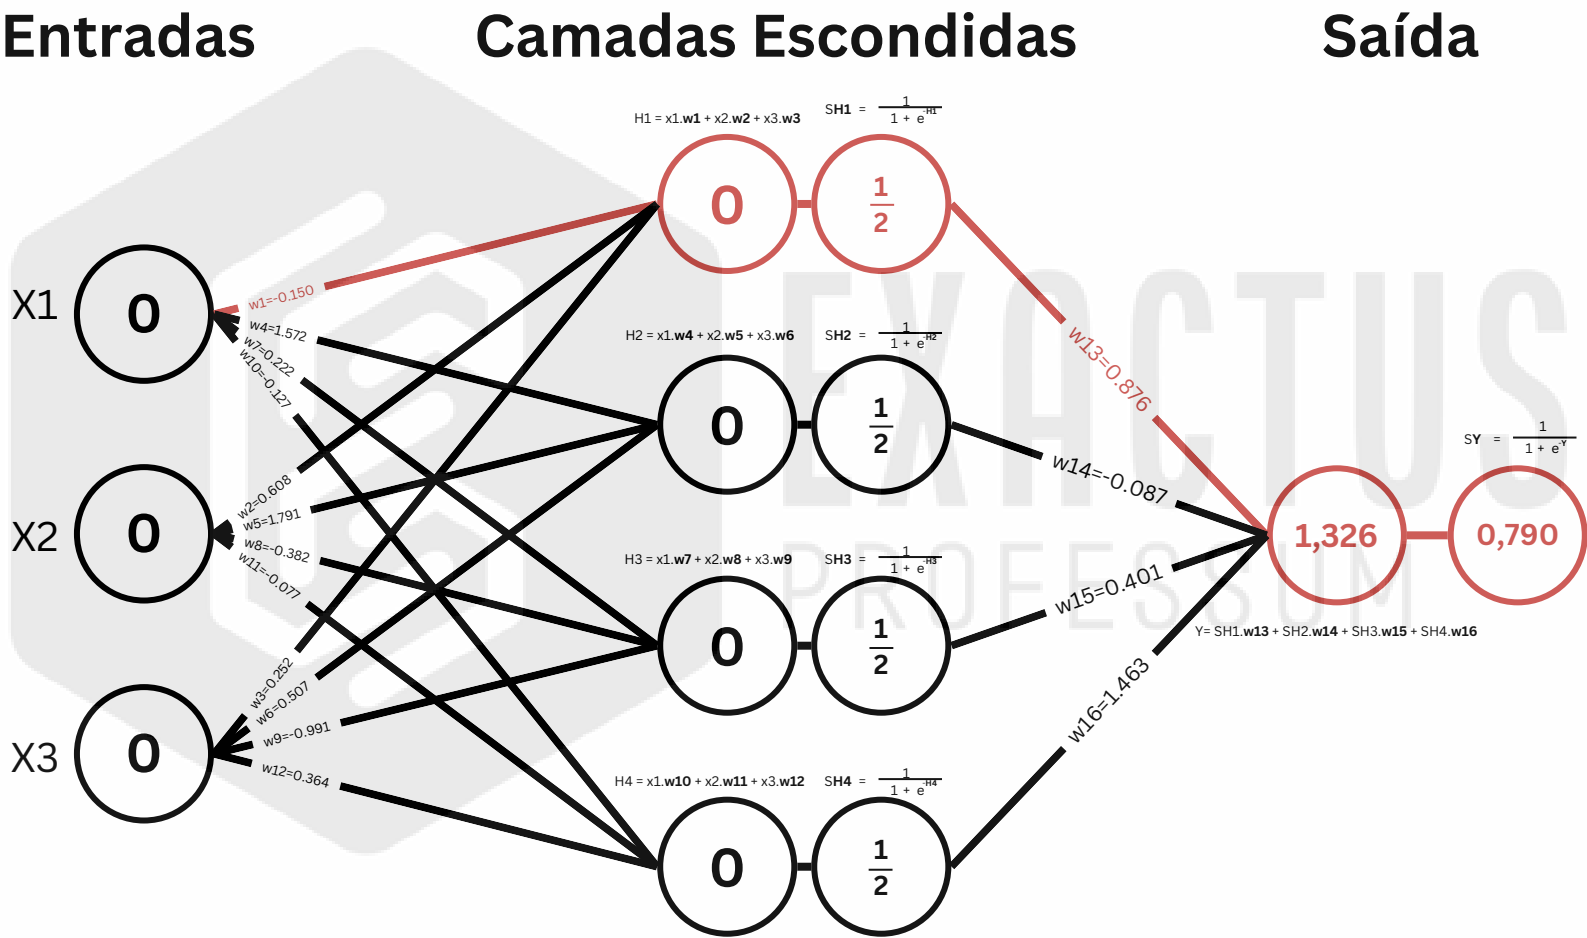 Entradas
Camadas Escondidas
Saída
H1 = x1.w1 + x2.w2 + x3.w3
SH1 = 1 / 1 + e^-H1
0
1/2
X1
0
w1=-0.150
w4=1.572
w7=0.222
w10=-0.127
w13=0.876
H2 = x1.w4 + x2.w5 + x3.w6
SH2 = 1 / 1 + e^-H2
0
1/2
w14=-0.087
EXACTUS
PROFESSUM
X2
0
w2=0.608
w5=1.791
w8=-0.382
w11=-0.077
SY = 1 / 1 + e^-Y
1,326
0,790
Y= SH1.w13 + SH2.w14 + SH3.w15 + SH4.w16
H3 = x1.w7 + x2.w8 + x3.w9
SH3 = 1 / 1 + e^-H3
0
1/2
w15=0.401
X3
0
w3=0.252
w6=0.507
w9=-0.991
w12=0.364
w16=1.463
H4 = x1.w10 + x2.w11 + x3.w12
SH4 = 1 / 1 + e^-H4
0
1/2